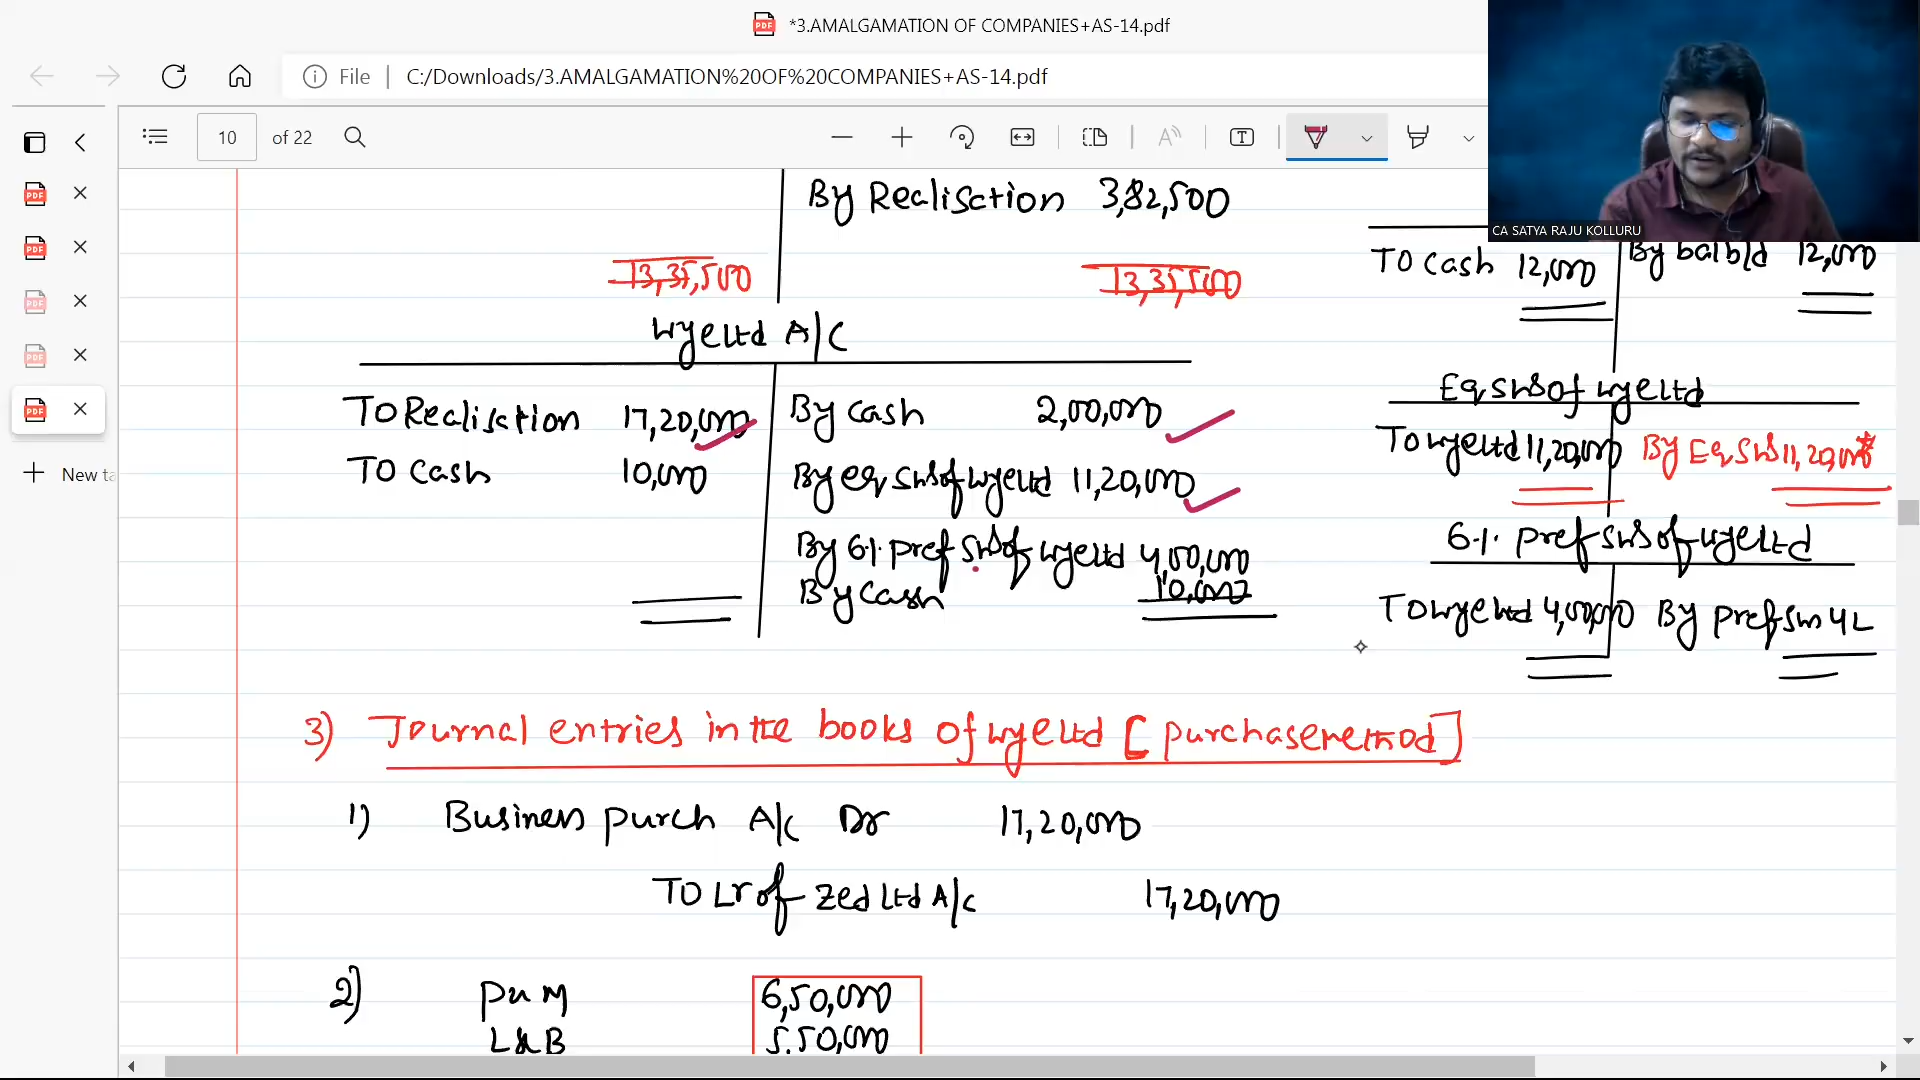 *3.AMALGAMATION OF COMPANIES+AS-14.pdf
File C:/Downloads/3.AMALGAMATION%20OF%20COMPANIES+AS-14.pdf
10 of 22
New ta
CA SATYA RAJU KOLLURU
By Realisation 3,82,500
13,35,500 13,35,500
To Cash 12,000 By bal b/d 12,000
Wye Ltd A/C
To Realisation 17,20,000 By Cash 2,00,000
To Cash 10,000 By eq shs of Wye Ltd 11,20,000
By 6.1. pref shs of Wye Ltd 4,00,000
By Cash 10,000
Eq shs of Wye Ltd
To Wye Ltd 11,20,000 By Eq Shs 11,20,000*
6.1. pref shs of Wye Ltd
To Wye Ltd 4,00,000 By pref sh 4L
3) Journal entries in the books of Wye Ltd [purchase method]
1) Business purch A/c Dr 17,20,000
To Lr of Zed Ltd A/c 17,20,000
2) P u M 6,50,000
L & B 5,50,000